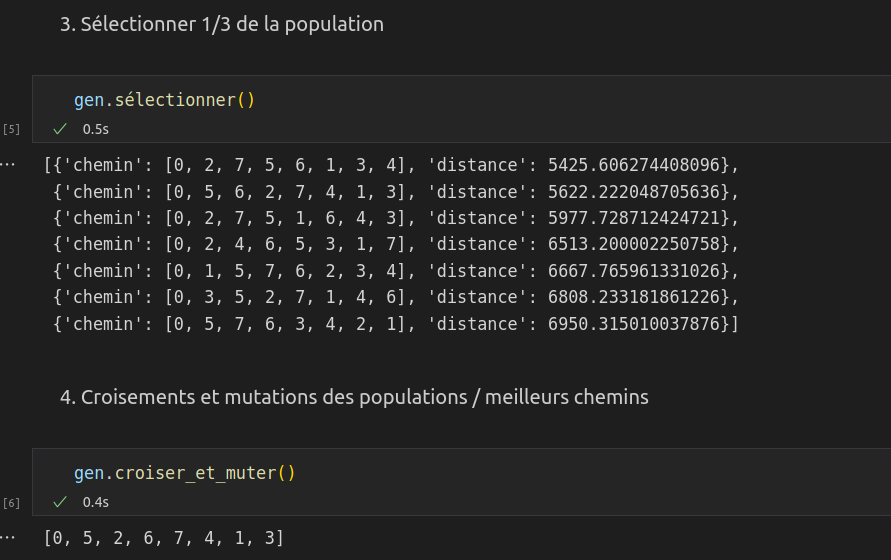 3. Sélectionner 1/3 de la population
gen.sélectionner()
[5] 0.5s
[{'chemin': [0, 2, 7, 5, 6, 1, 3, 4], 'distance': 5425.606274408096},
{'chemin': [0, 5, 6, 2, 7, 4, 1, 3], 'distance': 5622.222048705636},
{'chemin': [0, 2, 7, 5, 1, 6, 4, 3], 'distance': 5977.728712424721},
{'chemin': [0, 2, 4, 6, 5, 3, 1, 7], 'distance': 6513.200002250758},
{'chemin': [0, 1, 5, 7, 6, 2, 3, 4], 'distance': 6667.765961331026},
{'chemin': [0, 3, 5, 2, 7, 1, 4, 6], 'distance': 6808.233181861226},
{'chemin': [0, 5, 7, 6, 3, 4, 2, 1], 'distance': 6950.315010037876}]
4. Croisements et mutations des populations / meilleurs chemins
gen.croiser_et_muter()
[6] 0.4s
[0, 5, 2, 6, 7, 4, 1, 3]